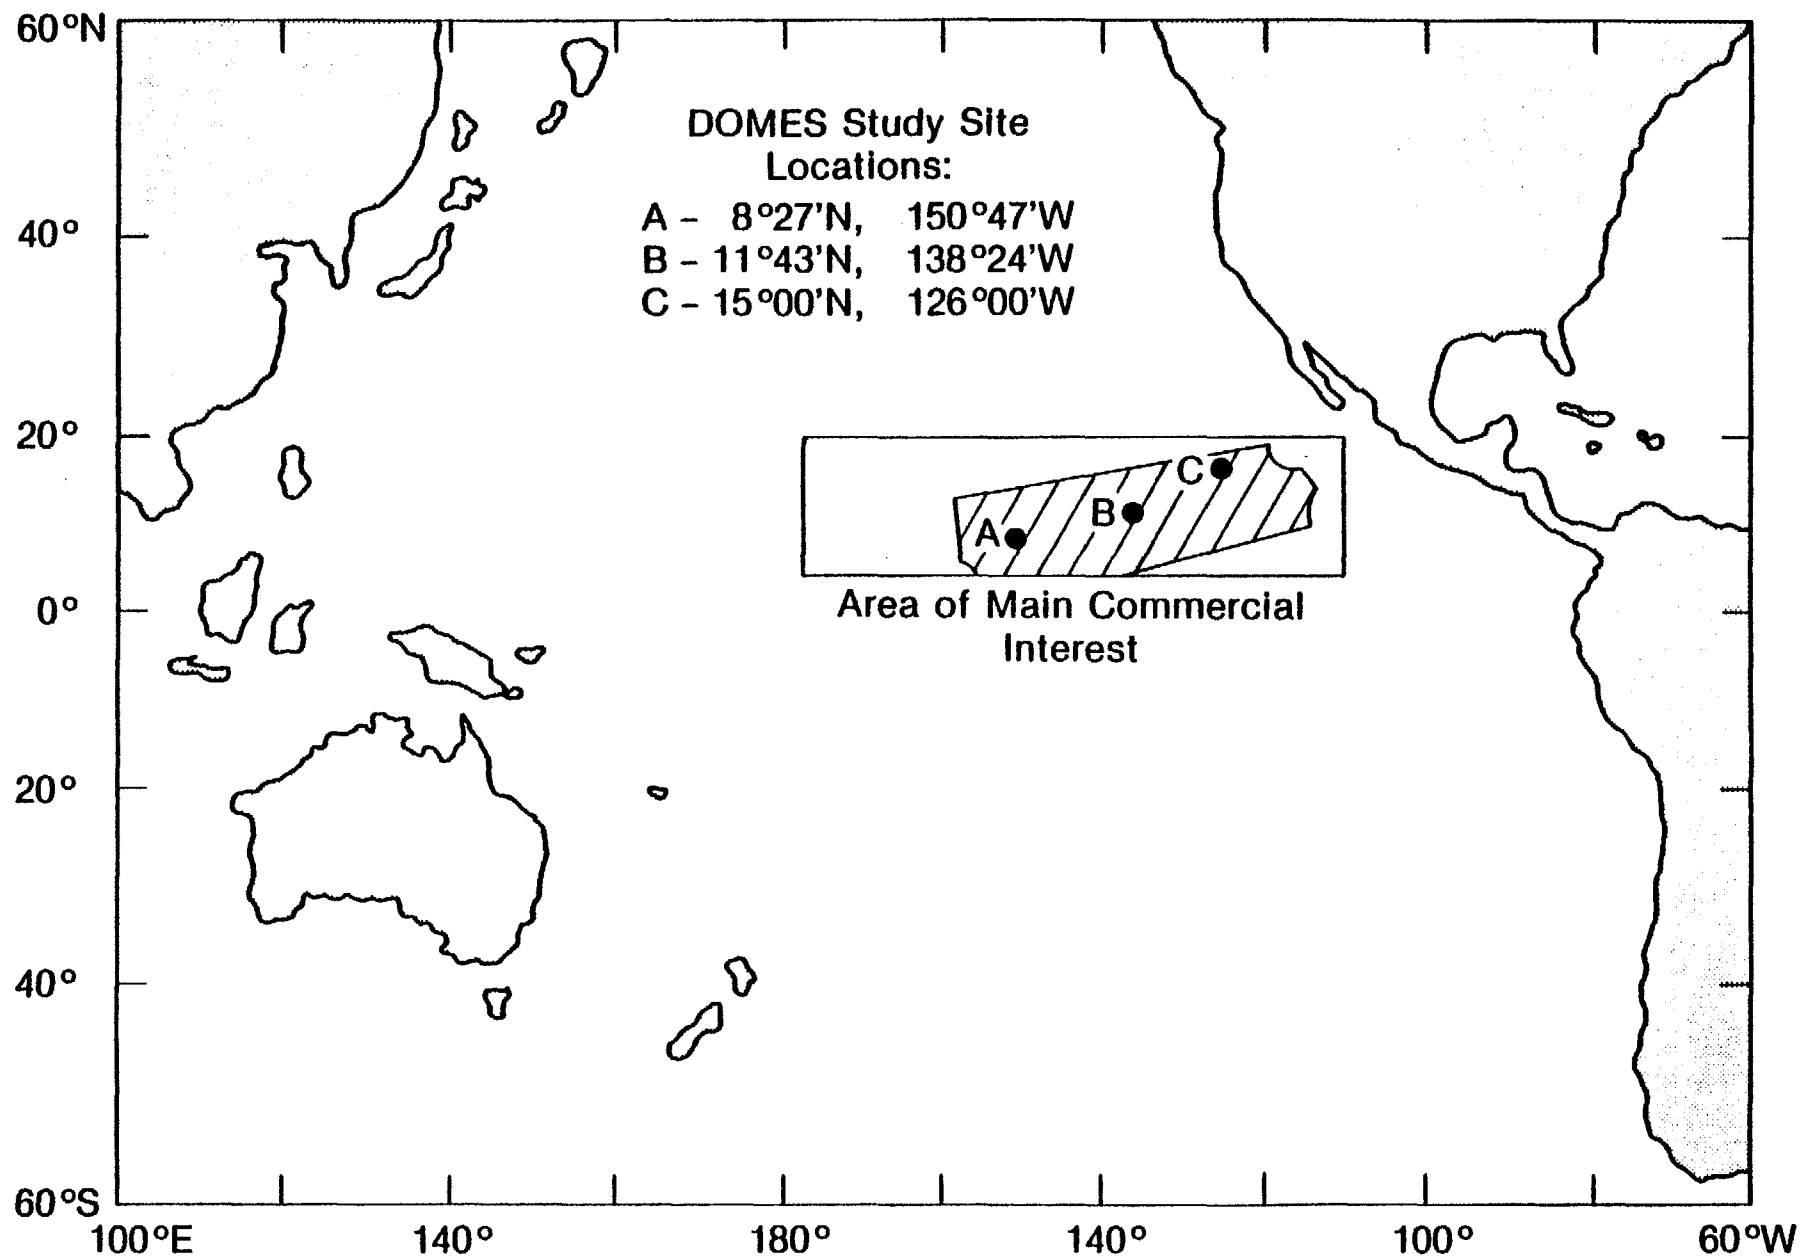 60°N
DOMES Study Site
Locations:
A - 8°27'N, 150°47'W
B - 11°43'N, 138°24'W
C - 15°00'N, 126°00'W
40°
20°
C
B
A
0°
Area of Main Commercial
Interest
20°
40°
60°S
100°E 140° 180° 140° 100° 60°W